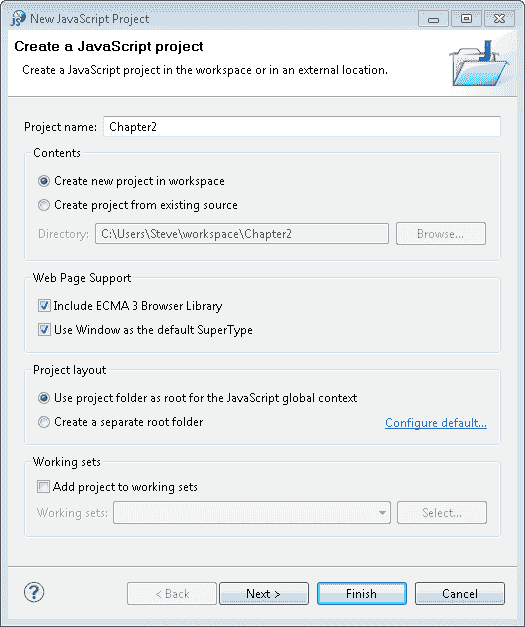 New JavaScript Project
Create a JavaScript project
Create a JavaScript project in the workspace or in an external location.
Project name: Chapter2
Contents
Create new project in workspace
Create project from existing source
Directory: C:\Users\Steve\workspace\Chapter2 Browse...
Web Page Support
Include ECMA 3 Browser Library
Use Window as the default SuperType
Project layout
Use project folder as root for the JavaScript global context
Create a separate root folder Configure default...
Working sets
Add project to working sets
Working sets: Select...
? < Back Next > Finish Cancel